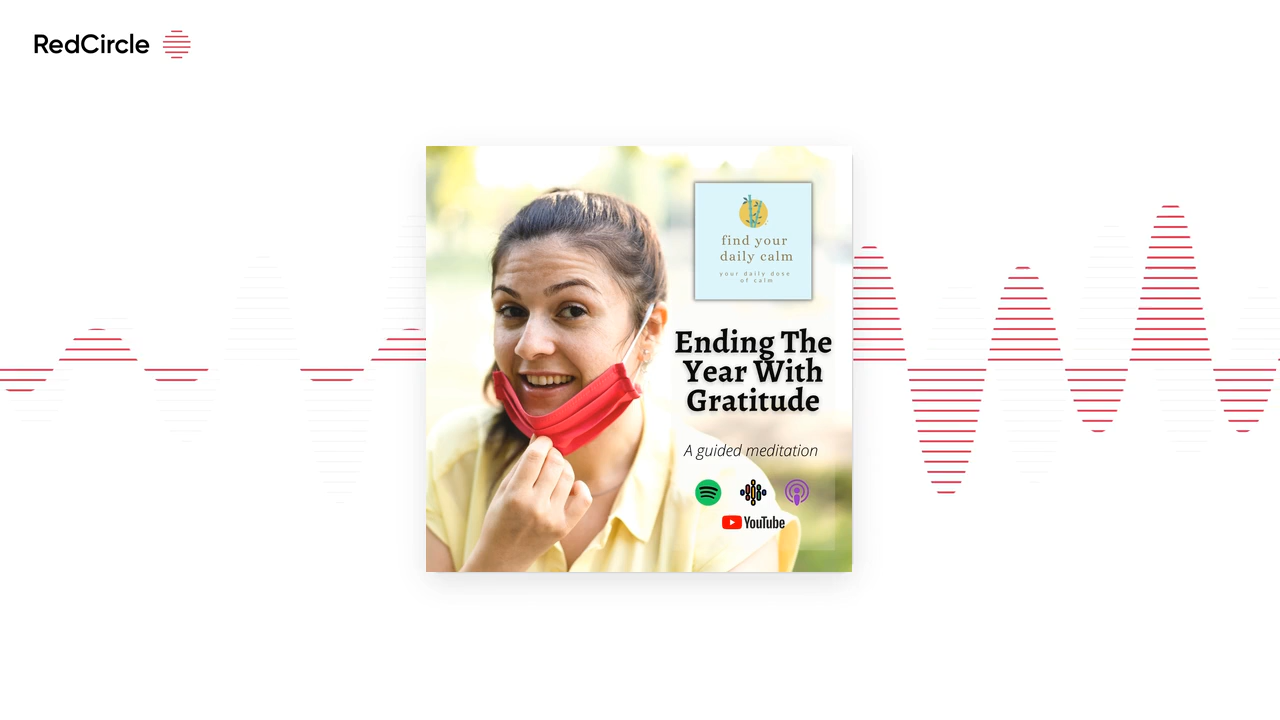 RedCircle
find your
daily calm
your daily dose
of calm
Ending The
Year With
Gratitude
A guided meditation
YouTube